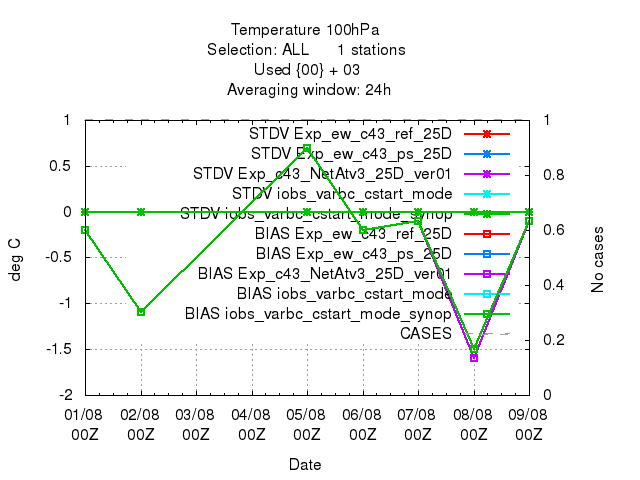 Temperature 100hPa
Selection: ALL 1 stations
Used {00} + 03
Averaging window: 24h
1
0.5
0
-0.5
-1
-1.5
-2
deg C
STDV Exp_ew_c43_ref_25D
STDV Exp_ew_c43_ps_25D
STDV Exp_c43_NetAtv3_25D_ver01
STDV iobs_varbc_cstart_mode
STDV iobs_varbc_cstart_mode_synop
BIAS Exp_ew_c43_ref_25D
BIAS Exp_ew_c43_ps_25D
BIAS Exp_c43_NetAtv3_25D_ver01
BIAS iobs_varbc_cstart_mode
BIAS iobs_varbc_cstart_mode_synop
CASES
1
0.8
0.6
0.4
0.2
0
No cases
01/08 02/08 03/08 04/08 05/08 06/08 07/08 08/08 09/08
00Z 00Z 00Z 00Z 00Z 00Z 00Z 00Z 00Z
Date